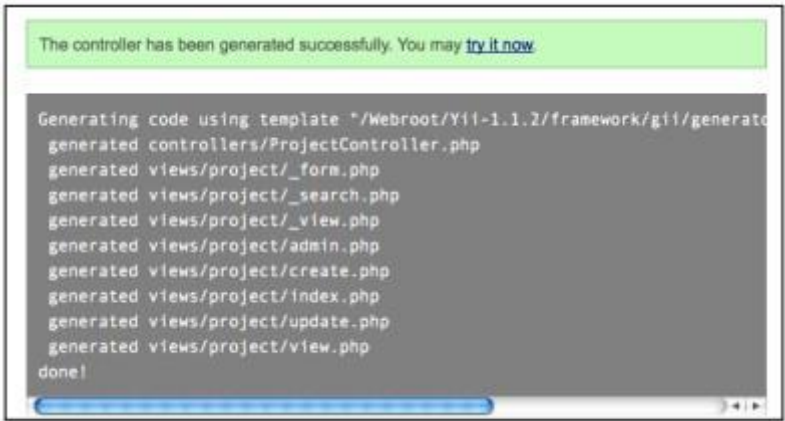 The controller has been generated successfully. You may try it now.
Generating code using template "/Webroot/Yii-1.1.2/framework/gii/generato
generated controllers/ProjectController.php
generated views/project/_form.php
generated views/project/_search.php
generated views/project/_view.php
generated views/project/admin.php
generated views/project/create.php
generated views/project/index.php
generated views/project/update.php
generated views/project/view.php
done!